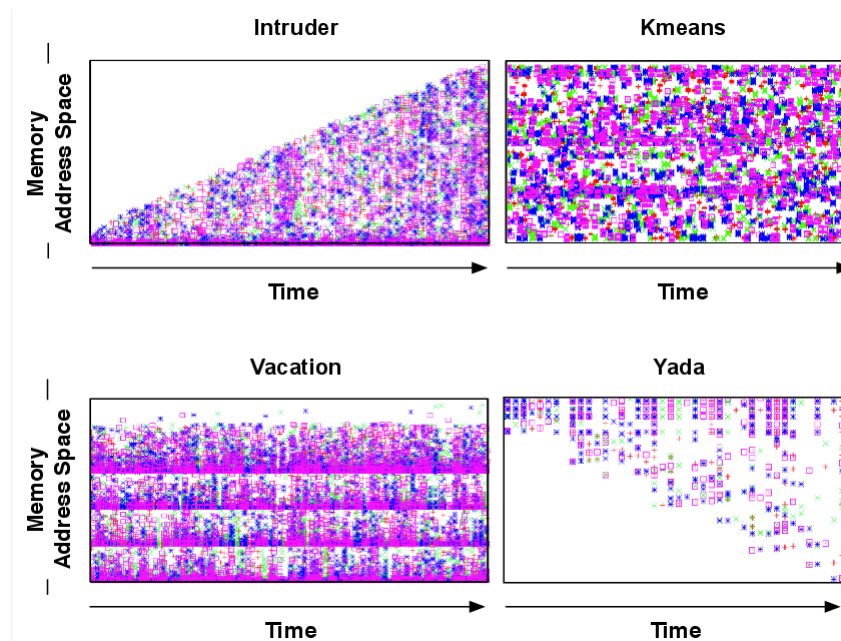 Intruder
Kmeans
Memory
Address Space
Time
Time
Vacation
Yada
Memory
Address Space
Time
Time